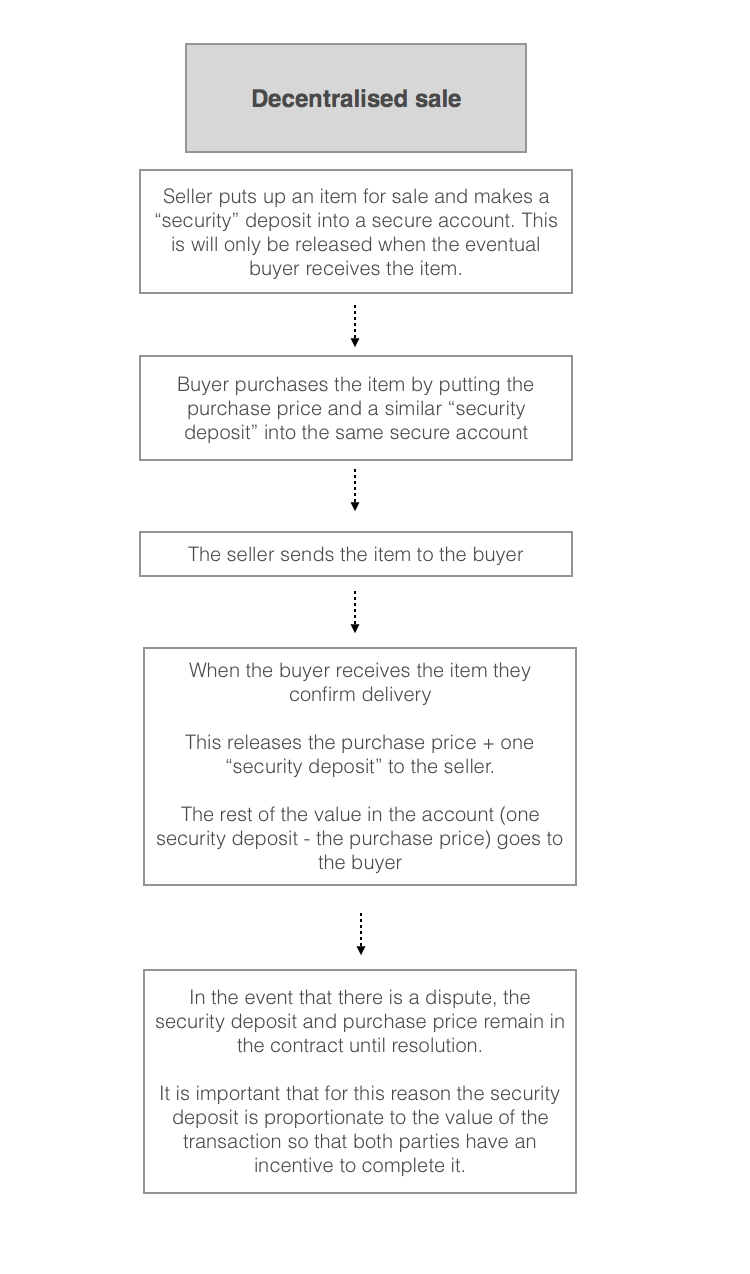 Decentralised sale
Seller puts up an item for sale and makes a
“security” deposit into a secure account. This
is will only be released when the eventual
buyer receives the item.
Buyer purchases the item by putting the
purchase price and a similar “security
deposit” into the same secure account
The seller sends the item to the buyer
When the buyer receives the item they
confirm delivery
This releases the purchase price + one
“security deposit” to the seller.
The rest of the value in the account (one
security deposit - the purchase price) goes to
the buyer
In the event that there is a dispute, the
security deposit and purchase price remain in
the contract until resolution.
It is important that for this reason the security
deposit is proportionate to the value of the
transaction so that both parties have an
incentive to complete it.